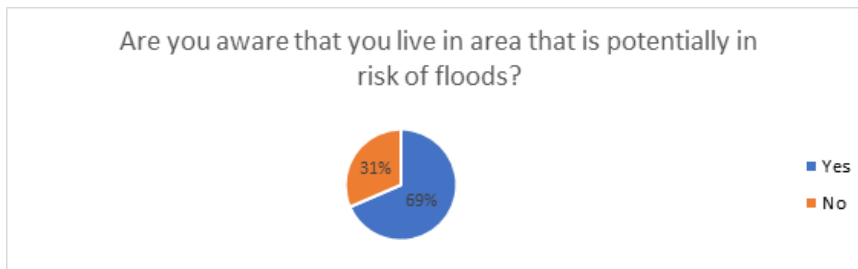 Are you aware that you live in area that is potentially in
risk of floods?
31%
69%
Yes
No